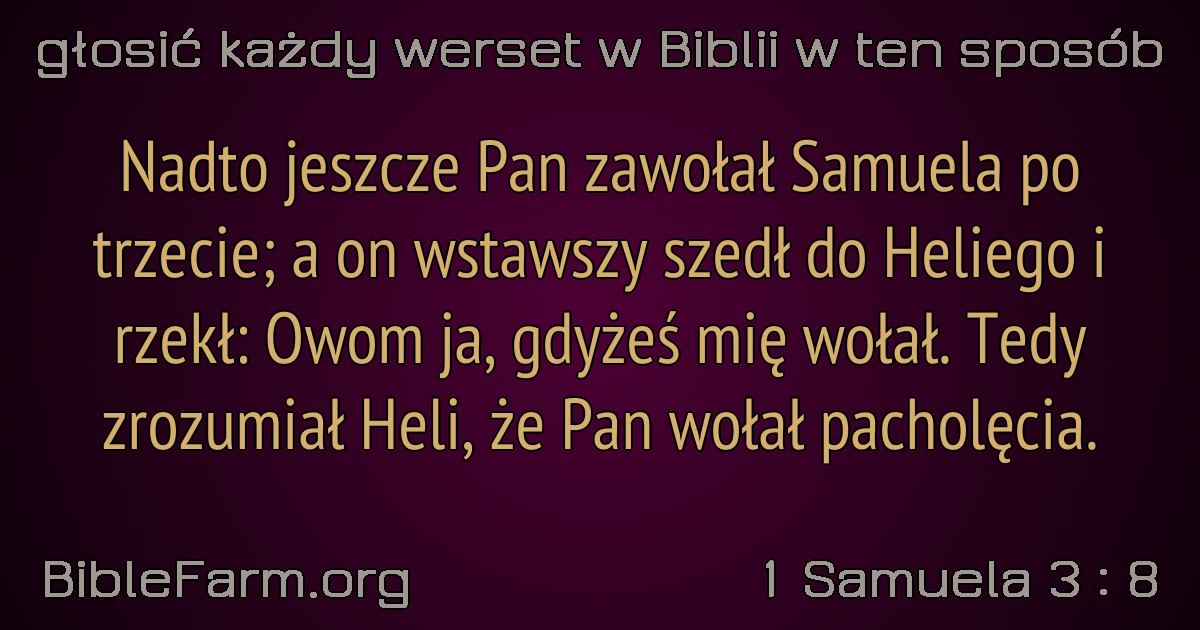 głosić każdy werset w Biblii w ten sposób
Nadto jeszcze Pan zawołał Samuela po
trzecie; a on wstawszy szedł do Heliego i
rzekł: Owom ja, gdyżeś mię wołał. Tedy
zrozumiał Heli, że Pan wołał pacholęcia.
BibleFarm.org
1 Samuela 3 : 8